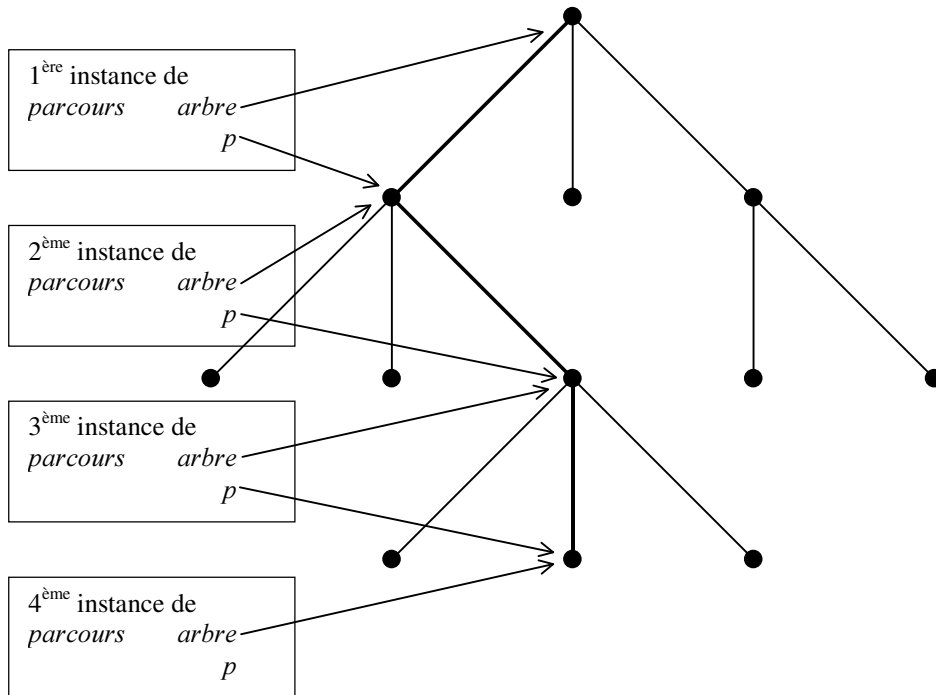 1ère instance de
parcours arbre
p
2ème instance de
parcours arbre
p
3ème instance de
parcours arbre
p
4ème instance de
parcours arbre
p